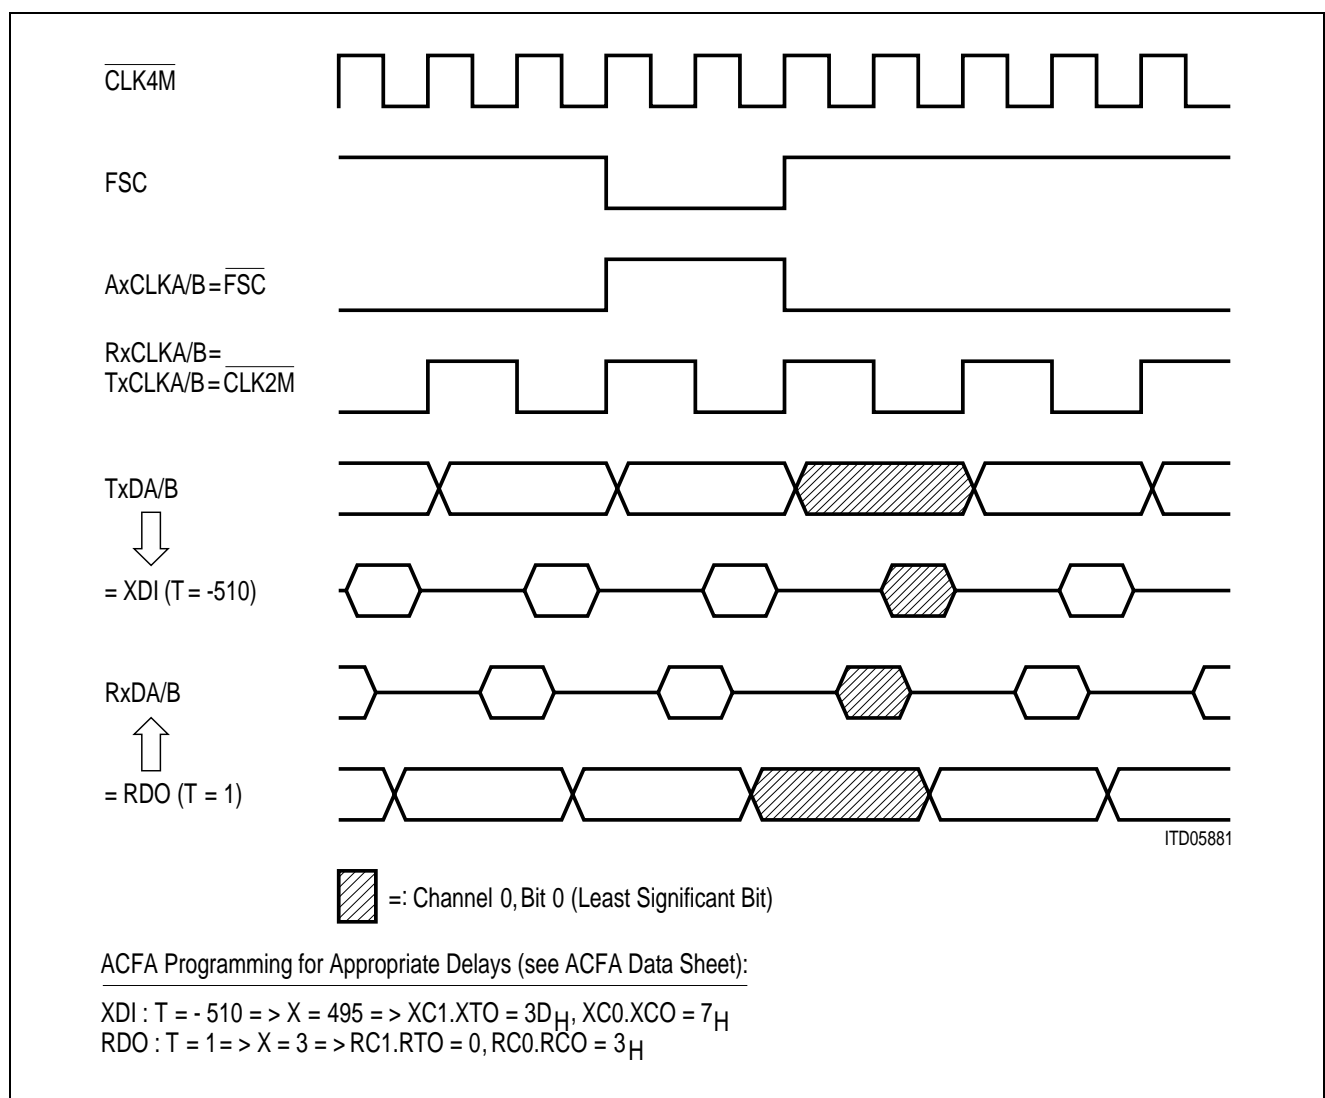 CLK4M
FSC
AxCLKA/B = FSC
RxCLKA/B =
TxCLKA/B = CLK2M
TxDA/B
= XDI (T = -510)
RxDA/B
= RDO (T = 1)
ITD05881
=: Channel 0, Bit 0 (Least Significant Bit)
ACFA Programming for Appropriate Delays (see ACFA Data Sheet):
XDI : T = - 510 = > X = 495 = > XC1.XTO = 3DH, XC0.XCO = 7H
RDO : T = 1 = > X = 3 = > RC1.RTO = 0, RC0.RCO = 3H